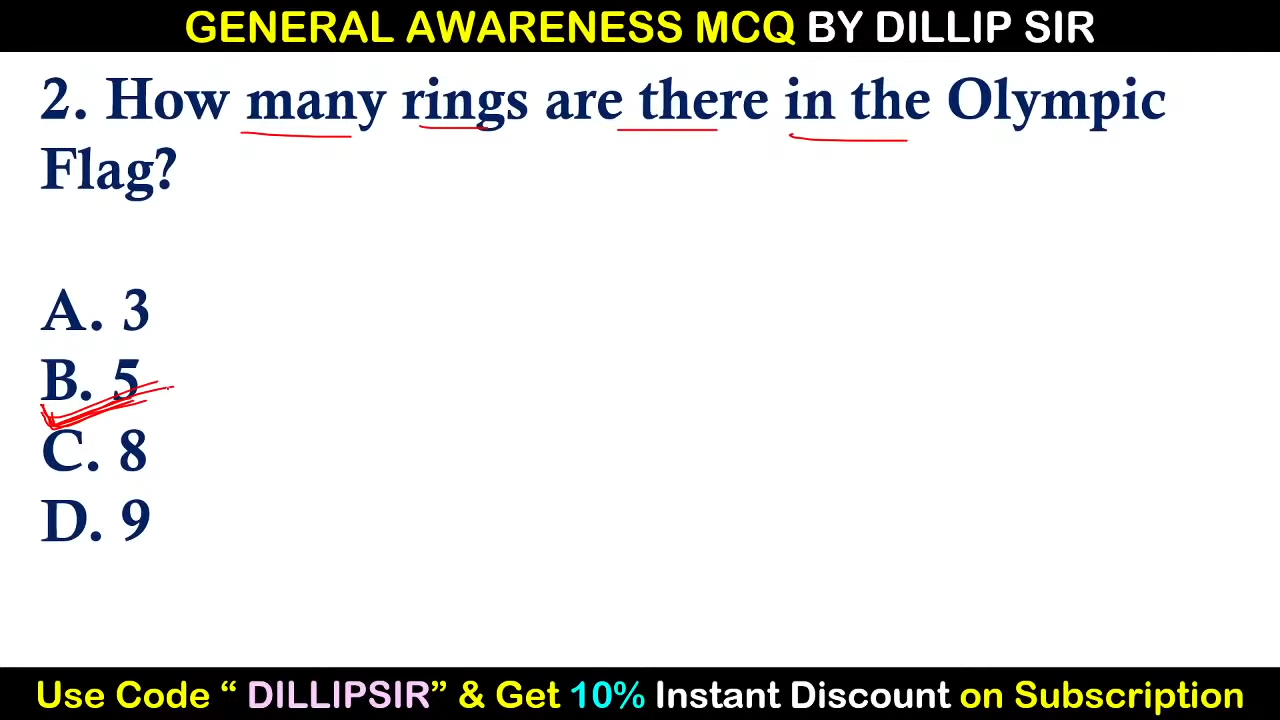 GENERAL AWARENESS MCQ BY DILLIP SIR
2. How many rings are there in the Olympic
Flag?
A. 3
B. 5
C. 8
D. 9
Use Code “ DILLIPSIR” & Get 10% Instant Discount on Subscription